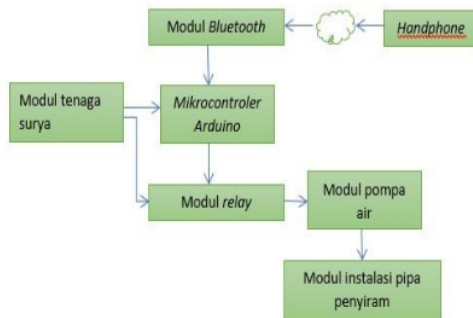 Modul Bluetooth
Handphone
Modul tenaga
surya
Mikrocontroler
Arduino
Modul relay
Modul pompa
air
Modul instalasi pipa
penyiram